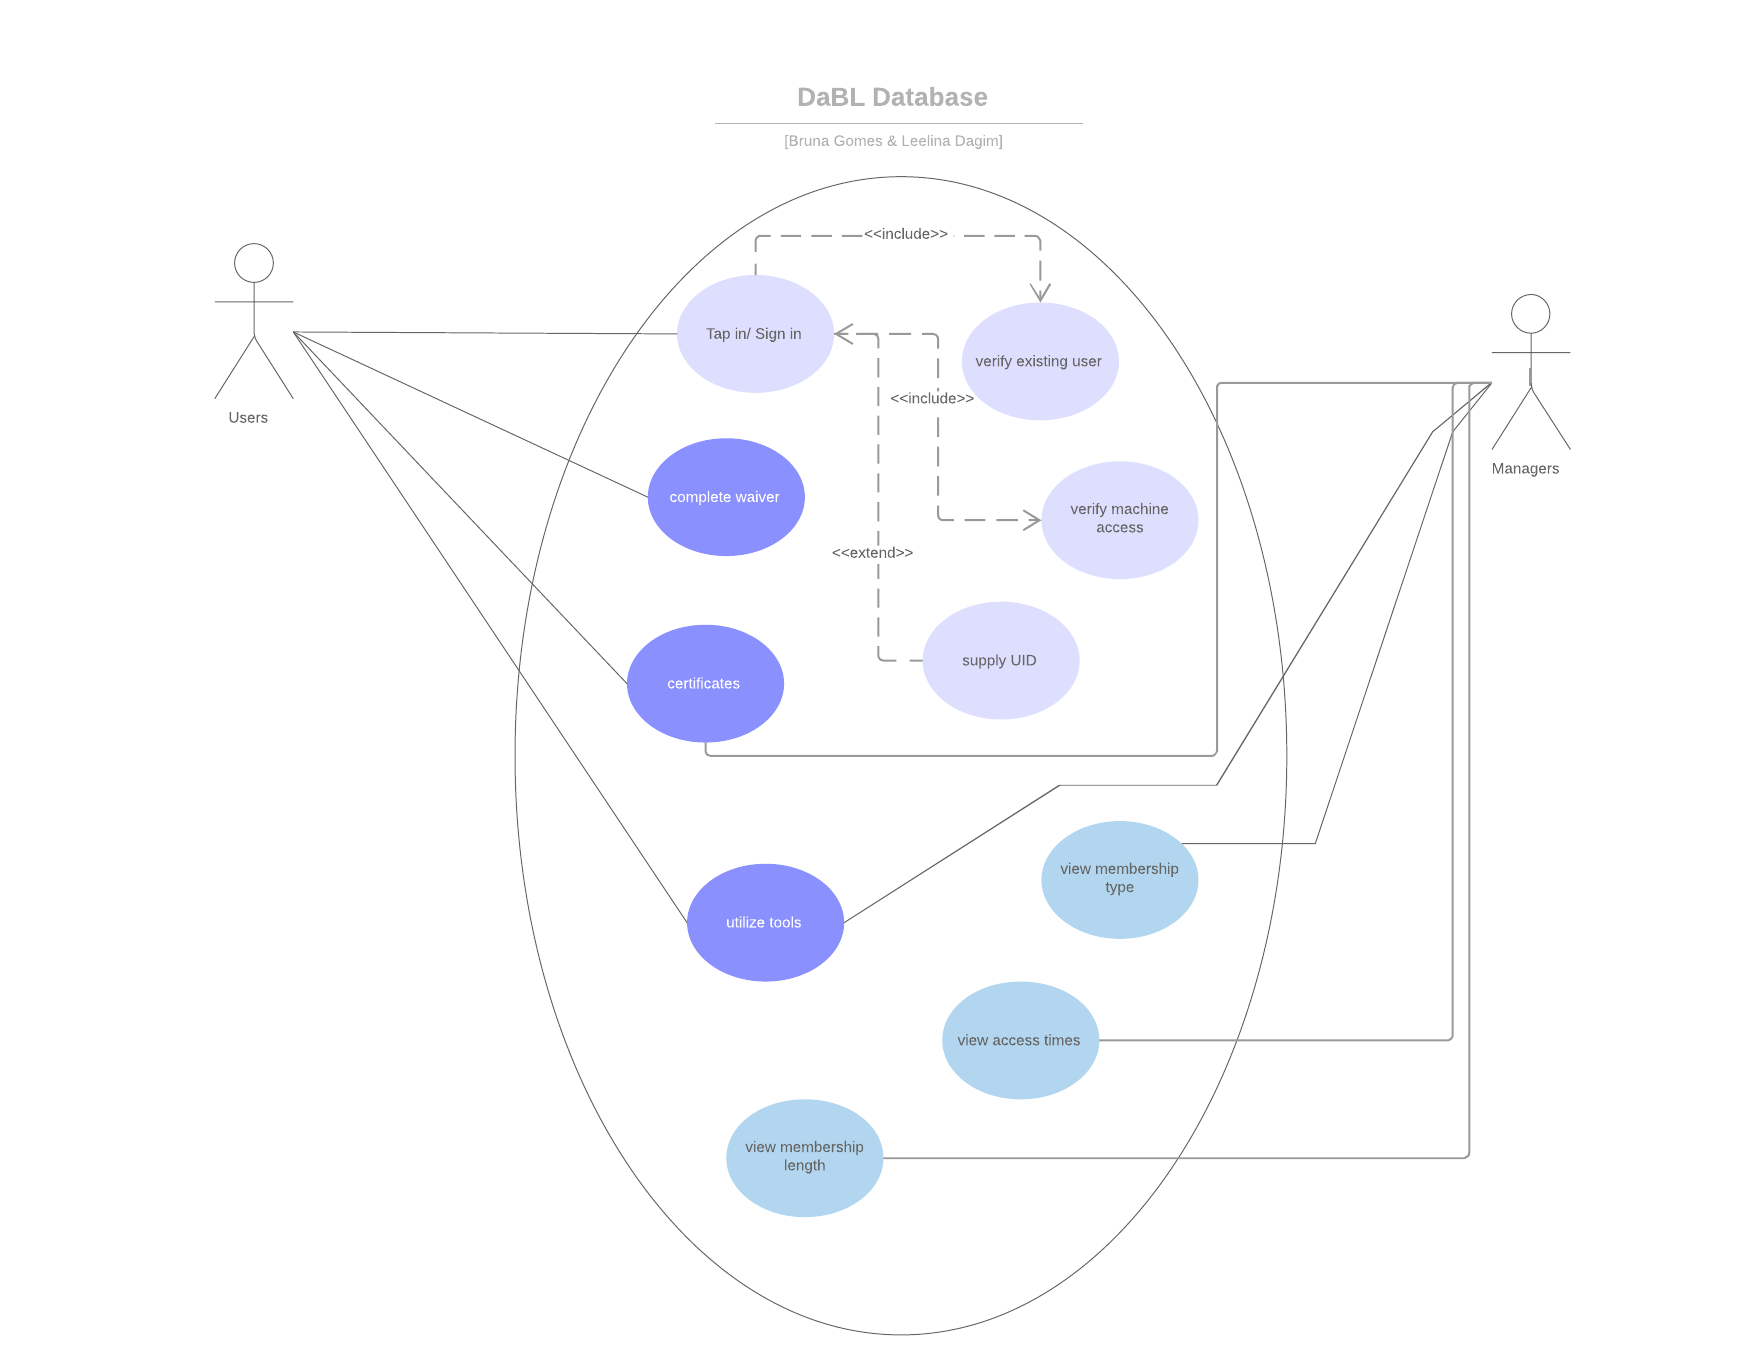 DaBL Database
[Bruna Gomes & Leelina Dagim]
<<include>>
Tap in/ Sign in
verify existing user
<<include>>
Users
Managers
complete waiver
verify machine
access
<<extend>>
supply UID
certificates
view membership
type
utilize tools
view access times
view membership
length